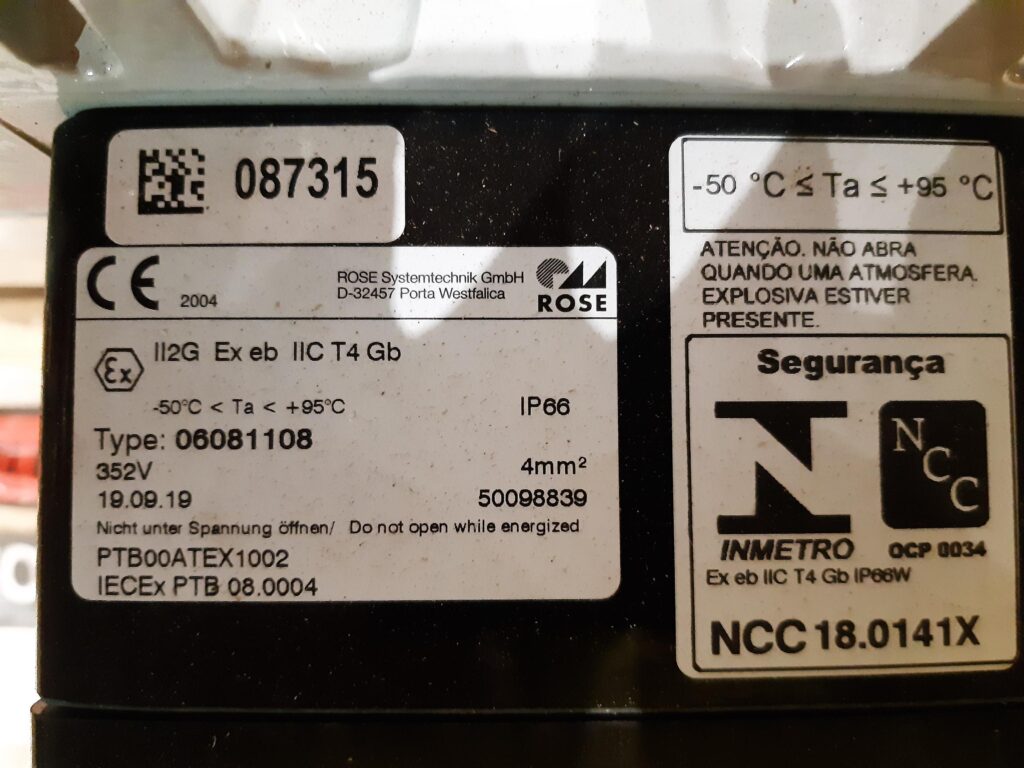 087315
CE 2004
ROSE Systemtechnik GmbH
D-32457 Porta Westfalica
ROSE
Ex
II2G Ex eb IIC T4 Gb
-50°C < Ta < +95°C
IP66
Type: 06081108
352V
4mm²
19.09.19
50098839
Nicht unter Spannung öffnen/ Do not open while energized
PTB00ATEX1002
IECEx PTB 08.0004
-50 °C ≤ Ta ≤ +95 °C
ATENÇÃO. NÃO ABRA
QUANDO UMA ATMOSFERA
EXPLOSIVA ESTIVER
PRESENTE.
Segurança
NCC
INMETRO
OCP 0034
Ex eb IIC T4 Gb IP66W
NCC 18.0141X